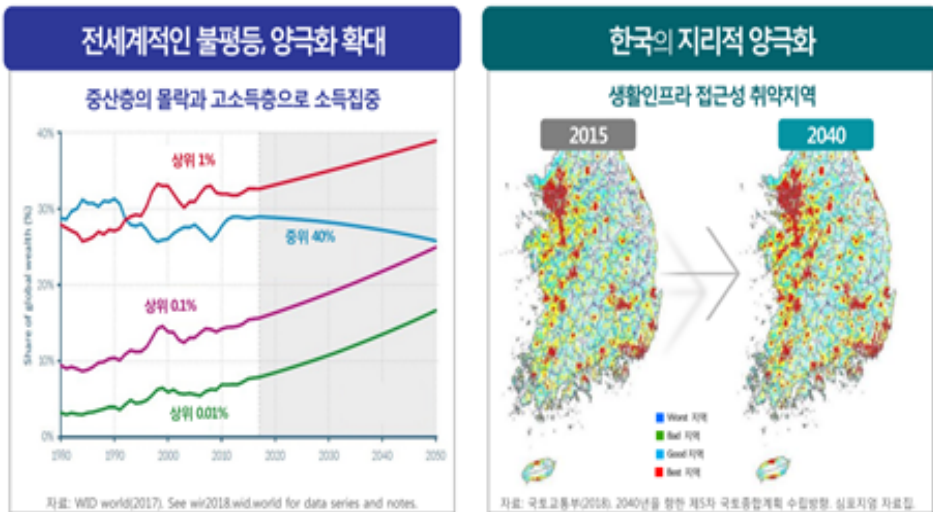 전세계적인 불평등, 양극화 확대
중산층의 몰락과 고소득층으로 소득집중
40%
30%
20%
10%
0%
Share of global wealth (%)
상위 1%
중위 40%
상위 0.1%
상위 0.01%
1980 1990 2000 2010 2020 2030 2040 2050
자료: WID world(2017). See wir2018.wid.world for data series and notes.
한국의 지리적 양극화
생활인프라 접근성 취약지역
2015
2040
Worst 지역
Bad 지역
Good 지역
Best 지역
자료: 국토교통부(2018). 2040년을 향한 제5차 국토종합계획 수립방향. 심포지엄 자료집.